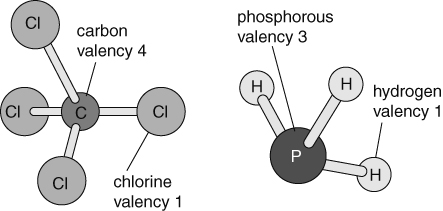 Cl
carbon
valency 4
Cl
C
Cl
Cl
chlorine
valency 1
phosphorous
valency 3
H
H
hydrogen
valency 1
P
H